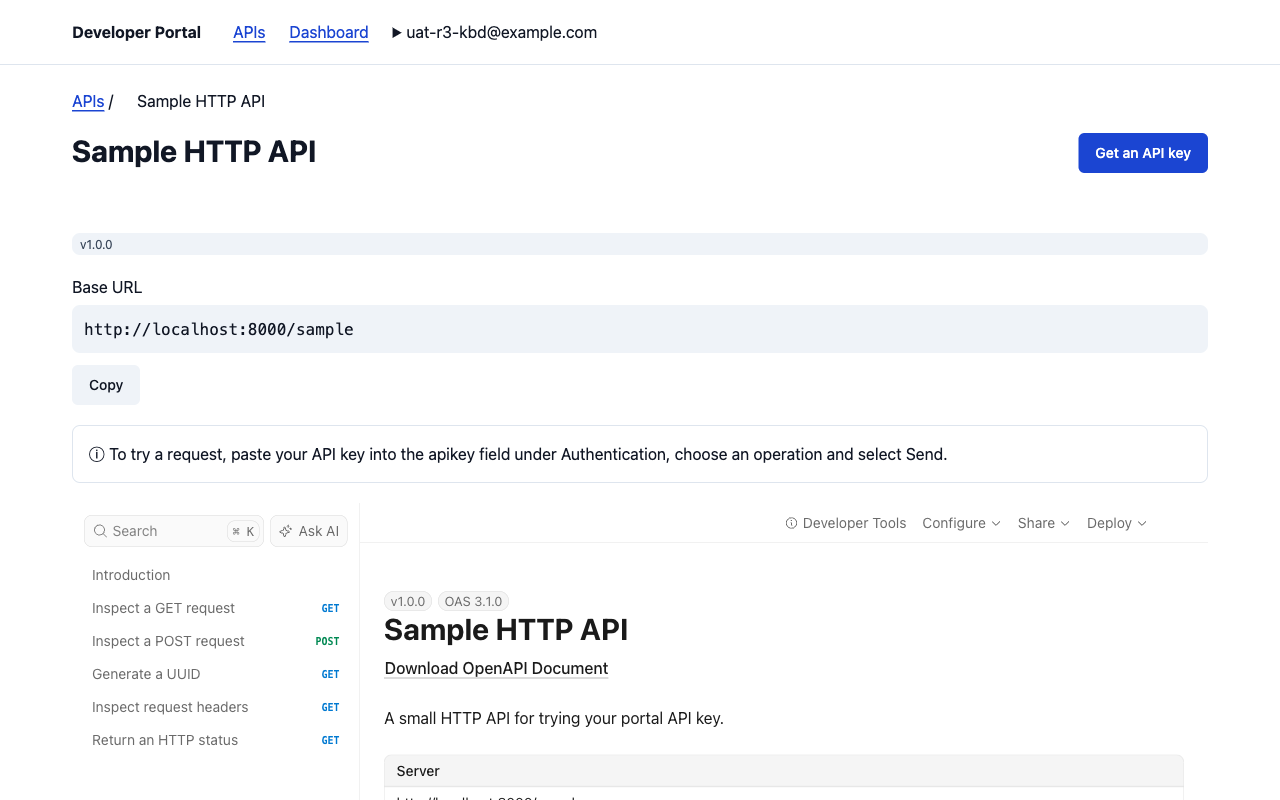 Developer Portal APIs Dashboard ▶ uat-r3-kbd@example.com
APIs / Sample HTTP API
Sample HTTP API
Get an API key
v1.0.0
Base URL
http://localhost:8000/sample
Copy
ⓘ To try a request, paste your API key into the apikey field under Authentication, choose an operation and select Send.
Search ⌘ K Ask AI
Developer Tools Configure Share Deploy
Introduction
Inspect a GET request GET
Inspect a POST request POST
Generate a UUID GET
Inspect request headers GET
Return an HTTP status GET
v1.0.0 OAS 3.1.0
Sample HTTP API
Download OpenAPI Document
A small HTTP API for trying your portal API key.
Server